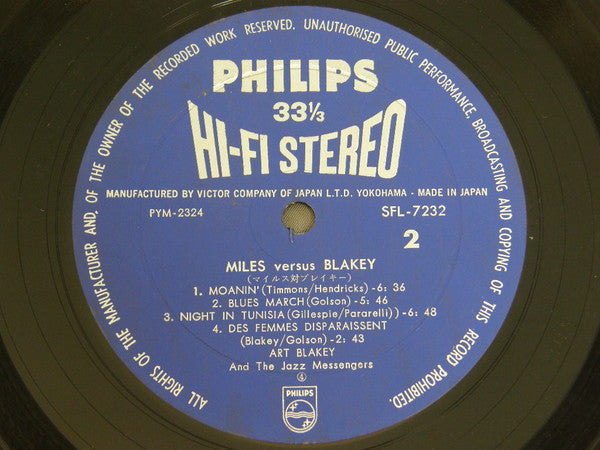 ALL RIGHTS OF THE MANUFACTURER AND, OF THE OWNER OF THE RECORDED WORK RESERVED. UNAUTHORISED PUBLIC PERFORMANCE, BROADCASTING AND COPYING OF THIS RECORD PROHIBITED.
PHILIPS
33⅓
HI-FI STEREO
MANUFACTURED BY VICTOR COMPANY OF JAPAN L.T.D. YOKOHAMA - MADE IN JAPAN
PYM-2324 SFL-7232
2
MILES versus BLAKEY
(マイルス対ブレイキー)
1. MOANIN' (Timmons/Hendricks)-6: 36
2. BLUES MARCH (Golson)-5: 46
3. NIGHT IN TUNISIA (Gillespie/Pararelli))-6: 48
4. DES FEMMES DISPARAISSENT
(Blakey/Golson)-2: 43
ART BLAKEY
And The Jazz Messengers
④
PHILIPS